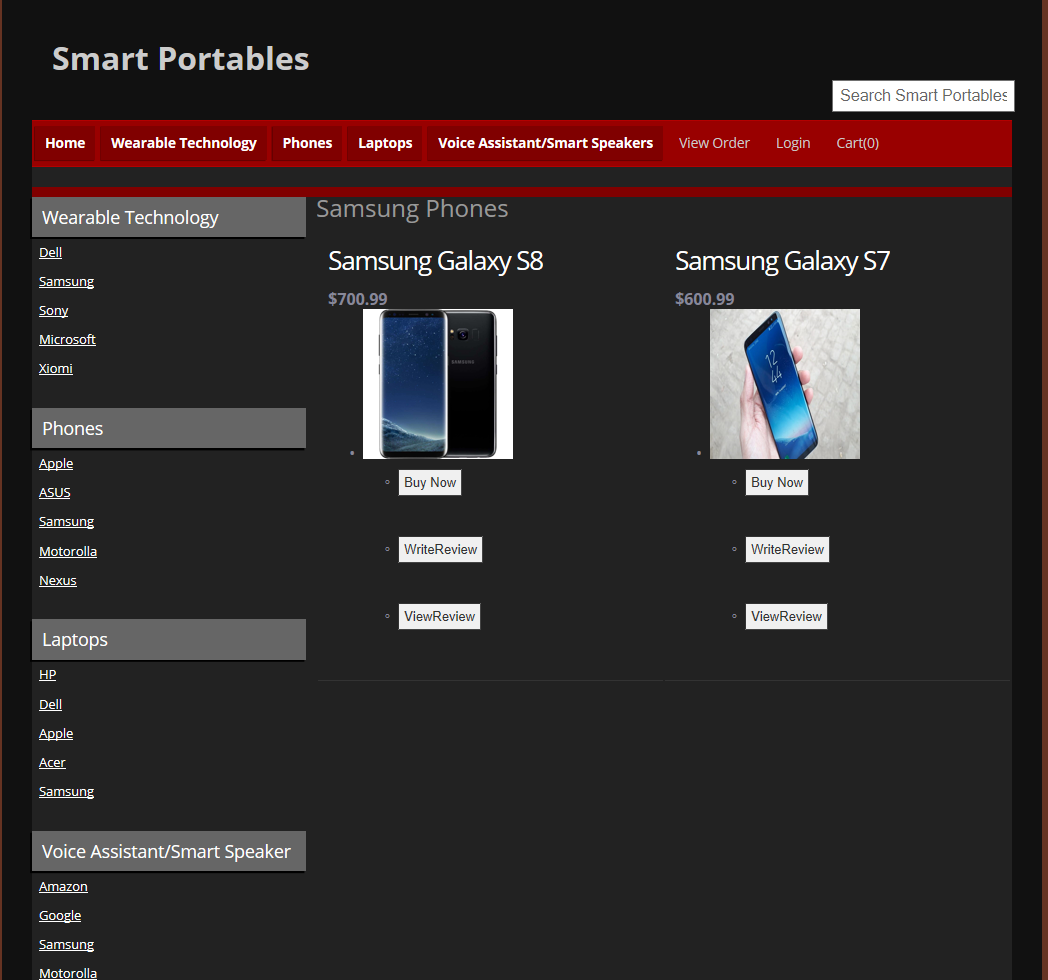 Smart Portables
Search Smart Portables
Home Wearable Technology Phones Laptops Voice Assistant/Smart Speakers View Order Login Cart(0)
Wearable Technology
Dell
Samsung
Sony
Microsoft
Xiomi
Phones
Apple
ASUS
Samsung
Motorolla
Nexus
Laptops
HP
Dell
Apple
Acer
Samsung
Voice Assistant/Smart Speaker
Amazon
Google
Samsung
Motorolla
Samsung Phones
Samsung Galaxy S8
$700.99
SAMSUNG
Buy Now
WriteReview
ViewReview
Samsung Galaxy S7
$600.99
12
44
Buy Now
WriteReview
ViewReview